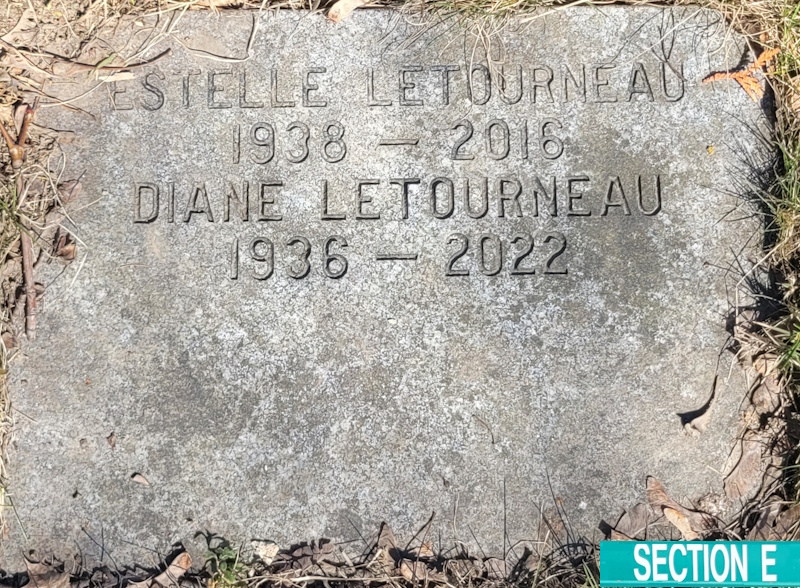 ESTELLE LETOURNEAU
1938 — 2016
DIANE LETOURNEAU
1936 — 2022
SECTION E